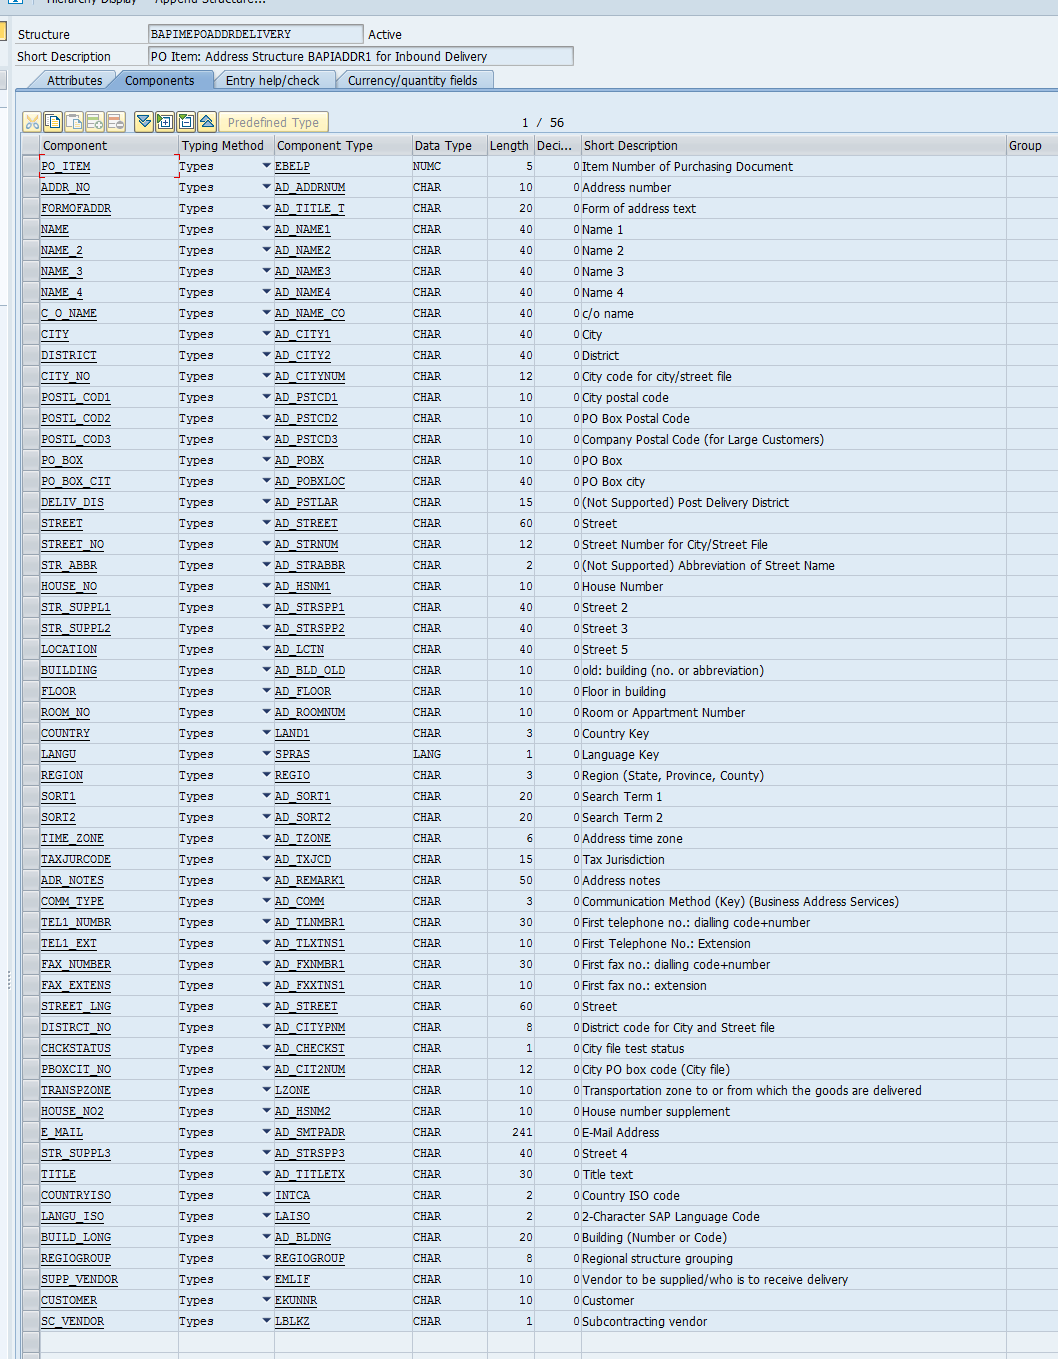 Hierarchy Display Append Structure...
Structure BAPIMEPOADDRDELIVERY Active
Short Description PO Item: Address Structure BAPIADDR1 for Inbound Delivery
Attributes Components Entry help/check Currency/quantity fields
Predefined Type 1 / 56
Component Typing Method Component Type Data Type Length Deci... Short Description Group
PO_ITEM Types EBELP NUMC 5 0 Item Number of Purchasing Document
ADDR_NO Types AD_ADDRNUM CHAR 10 0 Address number
FORMOFADDR Types AD_TITLE_T CHAR 20 0 Form of address text
NAME Types AD_NAME1 CHAR 40 0 Name 1
NAME_2 Types AD_NAME2 CHAR 40 0 Name 2
NAME_3 Types AD_NAME3 CHAR 40 0 Name 3
NAME_4 Types AD_NAME4 CHAR 40 0 Name 4
C_O_NAME Types AD_NAME_CO CHAR 40 0 c/o name
CITY Types AD_CITY1 CHAR 40 0 City
DISTRICT Types AD_CITY2 CHAR 40 0 District
CITY_NO Types AD_CITYNUM CHAR 12 0 City code for city/street file
POSTL_COD1 Types AD_PSTCD1 CHAR 10 0 City postal code
POSTL_COD2 Types AD_PSTCD2 CHAR 10 0 PO Box Postal Code
POSTL_COD3 Types AD_PSTCD3 CHAR 10 0 Company Postal Code (for Large Customers)
PO_BOX Types AD_POBX CHAR 10 0 PO Box
PO_BOX_CIT Types AD_POBXLOC CHAR 40 0 PO Box city
DELIV_DIS Types AD_PSTLAR CHAR 15 0 (Not Supported) Post Delivery District
STREET Types AD_STREET CHAR 60 0 Street
STREET_NO Types AD_STRNUM CHAR 12 0 Street Number for City/Street File
STR_ABBR Types AD_STRABBR CHAR 2 0 (Not Supported) Abbreviation of Street Name
HOUSE_NO Types AD_HSNM1 CHAR 10 0 House Number
STR_SUPPL1 Types AD_STRSPP1 CHAR 40 0 Street 2
STR_SUPPL2 Types AD_STRSPP2 CHAR 40 0 Street 3
LOCATION Types AD_LCTN CHAR 40 0 Street 5
BUILDING Types AD_BLD_OLD CHAR 10 0 old: building (no. or abbreviation)
FLOOR Types AD_FLOOR CHAR 10 0 Floor in building
ROOM_NO Types AD_ROOMNUM CHAR 10 0 Room or Appartment Number
COUNTRY Types LAND1 CHAR 3 0 Country Key
LANGU Types SPRAS LANG 1 0 Language Key
REGION Types REGIO CHAR 3 0 Region (State, Province, County)
SORT1 Types AD_SORT1 CHAR 20 0 Search Term 1
SORT2 Types AD_SORT2 CHAR 20 0 Search Term 2
TIME_ZONE Types AD_TZONE CHAR 6 0 Address time zone
TAXJURCODE Types AD_TXJCD CHAR 15 0 Tax Jurisdiction
ADR_NOTES Types AD_REMARK1 CHAR 50 0 Address notes
COMM_TYPE Types AD_COMM CHAR 3 0 Communication Method (Key) (Business Address Services)
TEL1_NUMBR Types AD_TLNMBR1 CHAR 30 0 First telephone no.: dialling code+number
TEL1_EXT Types AD_TLXTNS1 CHAR 10 0 First Telephone No.: Extension
FAX_NUMBER Types AD_FXNMBR1 CHAR 30 0 First fax no.: dialling code+number
FAX_EXTENS Types AD_FXXTNS1 CHAR 10 0 First fax no.: extension
STREET_LNG Types AD_STREET CHAR 60 0 Street
DISTRCT_NO Types AD_CITYPNM CHAR 8 0 District code for City and Street file
CHCKSTATUS Types AD_CHECKST CHAR 1 0 City file test status
PBOXCIT_NO Types AD_CIT2NUM CHAR 12 0 City PO box code (City file)
TRANSPZONE Types LZONE CHAR 10 0 Transportation zone to or from which the goods are delivered
HOUSE_NO2 Types AD_HSNM2 CHAR 10 0 House number supplement
E_MAIL Types AD_SMTPADR CHAR 241 0 E-Mail Address
STR_SUPPL3 Types AD_STRSPP3 CHAR 40 0 Street 4
TITLE Types AD_TITLETX CHAR 30 0 Title text
COUNTRYISO Types INTCA CHAR 2 0 Country ISO code
LANGU_ISO Types LAISO CHAR 2 0 2-Character SAP Language Code
BUILD_LONG Types AD_BLDNG CHAR 20 0 Building (Number or Code)
REGIOGROUP Types REGIOGROUP CHAR 8 0 Regional structure grouping
SUPP_VENDOR Types EMLIF CHAR 10 0 Vendor to be supplied/who is to receive delivery
CUSTOMER Types EKUNNR CHAR 10 0 Customer
SC_VENDOR Types LBLKZ CHAR 1 0 Subcontracting vendor